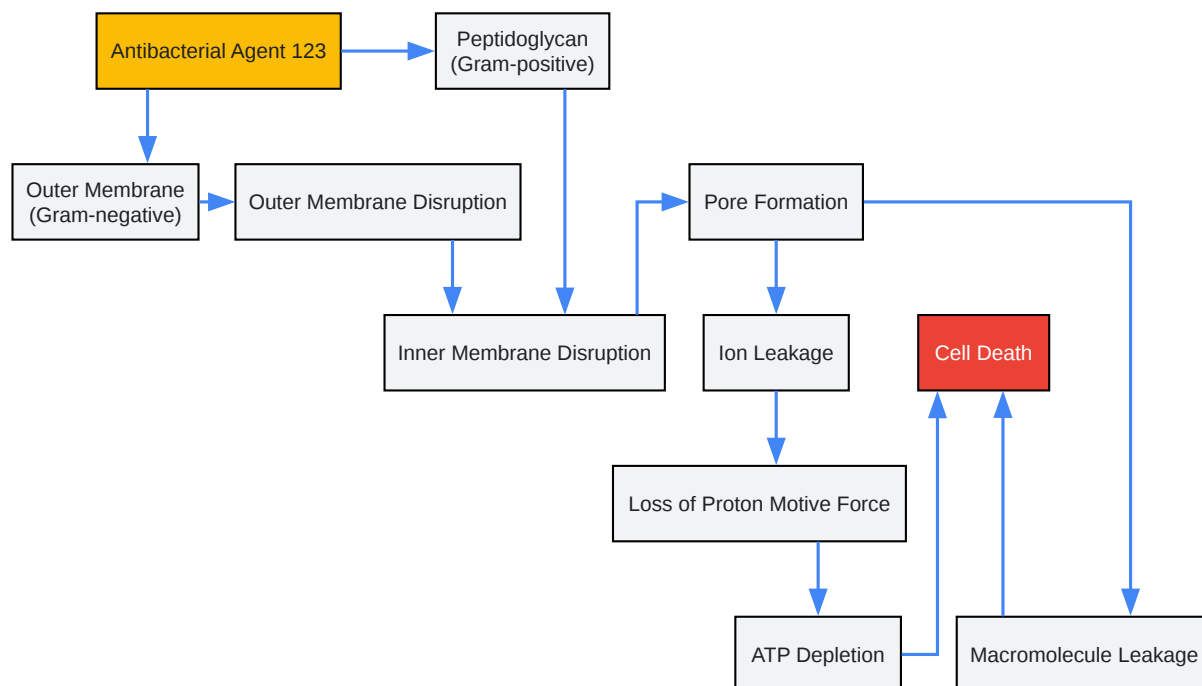 Antibacterial Agent 123
Peptidoglycan
(Gram-positive)
Outer Membrane
(Gram-negative)
Outer Membrane Disruption
Pore Formation
Inner Membrane Disruption
Ion Leakage
Cell Death
Loss of Proton Motive Force
ATP Depletion
Macromolecule Leakage